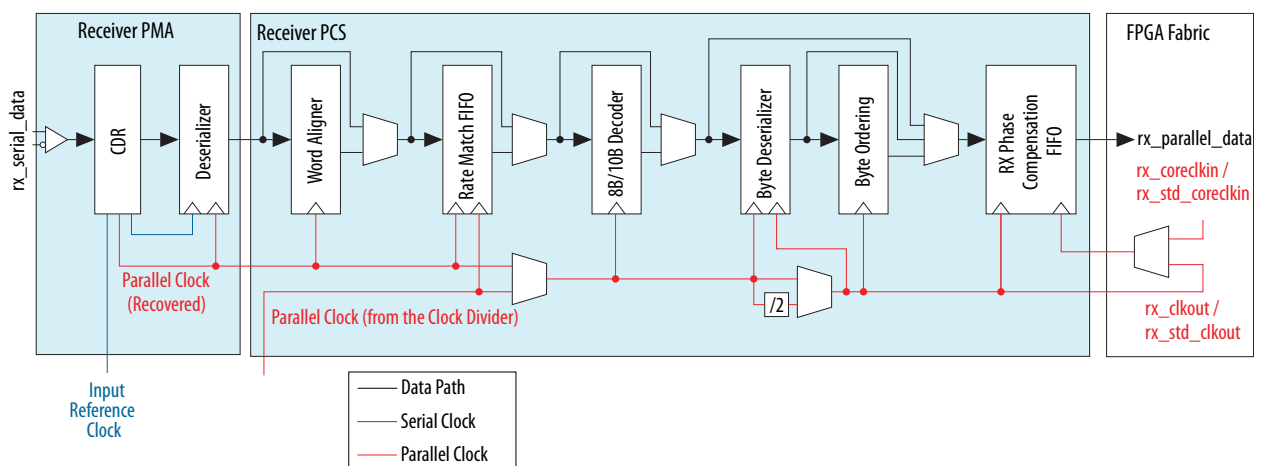 Receiver PMA
Receiver PCS
FPGA Fabric
rx_serial_data
CDR
Deserializer
Word Aligner
Rate Match FIFO
8B/10B Decoder
Byte Deserializer
Byte Ordering
RX Phase
Compensation
FIFO
rx_parallel_data
rx_coreclkin /
rx_std_coreclkin
Parallel Clock
(Recovered)
Parallel Clock (from the Clock Divider)
/2
rx_clkout /
rx_std_clkout
Input
Reference
Clock
Data Path
Serial Clock
Parallel Clock